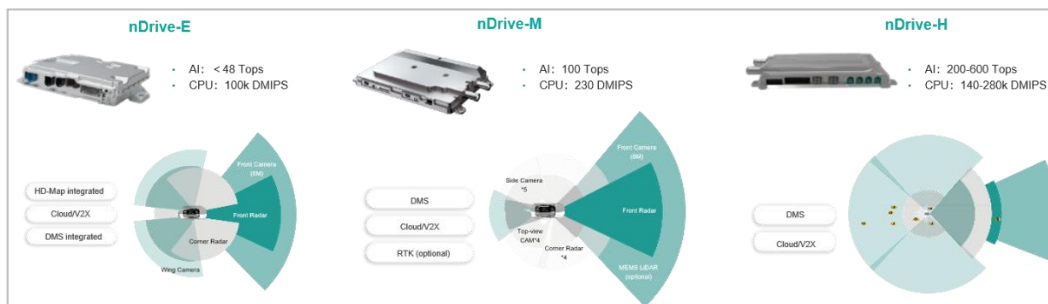 nDrive-E
• AI: < 48 Tops
• CPU: 100k DMIPS
HD-Map integrated
Cloud/V2X
DMS integrated
Front Camera
(8M)
Front Radar
Corner Radar
Wing Camera
nDrive-M
• AI: 100 Tops
• CPU: 230 DMIPS
DMS
Cloud/V2X
RTK (optional)
Side Camera
*5
Top-view
CAM*4
Corner Radar
*4
Front Camera
(8M)
Front Radar
MEMS LiDAR
(optional)
nDrive-H
• AI: 200-600 Tops
• CPU: 140-280k DMIPS
DMS
Cloud/V2X